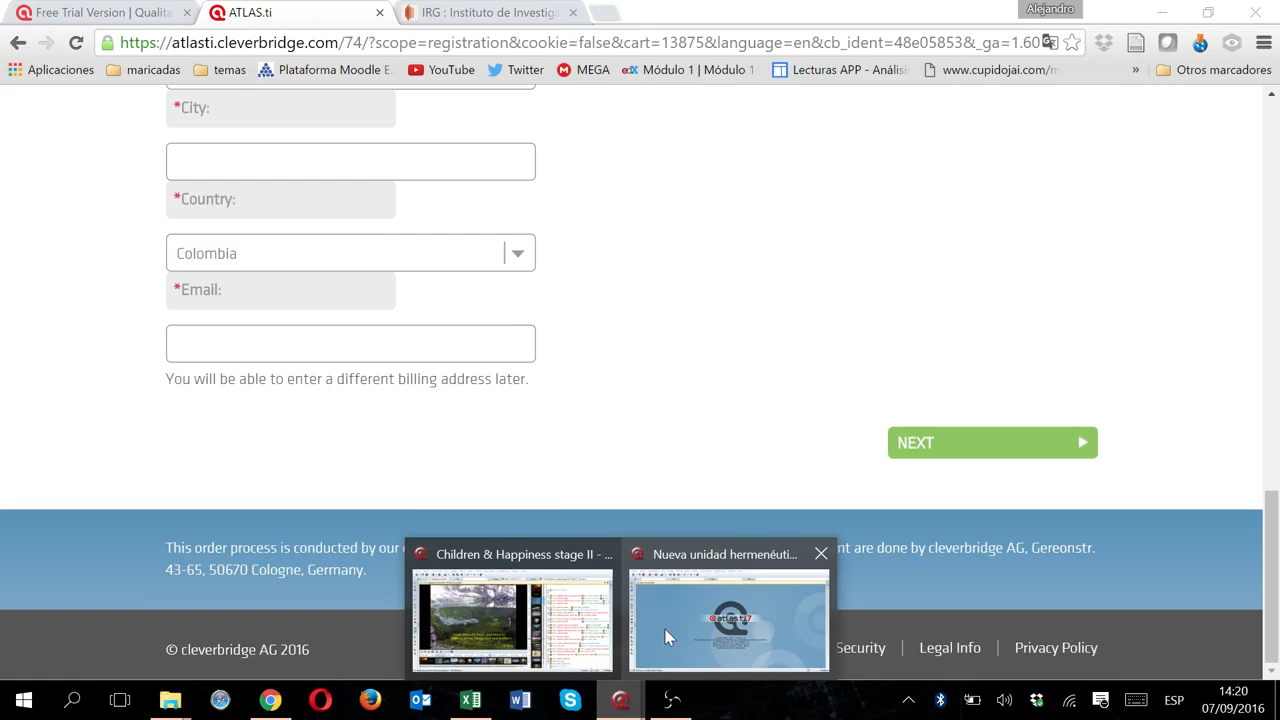 Free Trial Version | Qualita
ATLAS.ti
IRG : Instituto de Investiga
Alejandro
https://atlasti.cleverbridge.com/74/?scope=registration&cookie=false&cart=13875&language=en&cb_ident=48e05853&_ga=1.60
Aplicaciones
maricadas
temas
Plataforma Moodle E
YouTube
Twitter
MEGA
edX Módulo 1 | Módulo 1
Lecturas APP - Análisi
www.cupidojai.com/m
»
Otros marcadores
*City:
*Country:
Colombia
*Email:
You will be able to enter a different billing address later.
NEXT
This order process is conducted by our
nt are done by cleverbridge AG, Gereonstr.
43-65, 50670 Cologne, Germany.
Children & Happiness stage II - ...
Nueva unidad hermenéuti...
atlas.ti7
© cleverbridge AG 2016
Security
Legal Info
Privacy Policy
ESP
14:20
07/09/2016